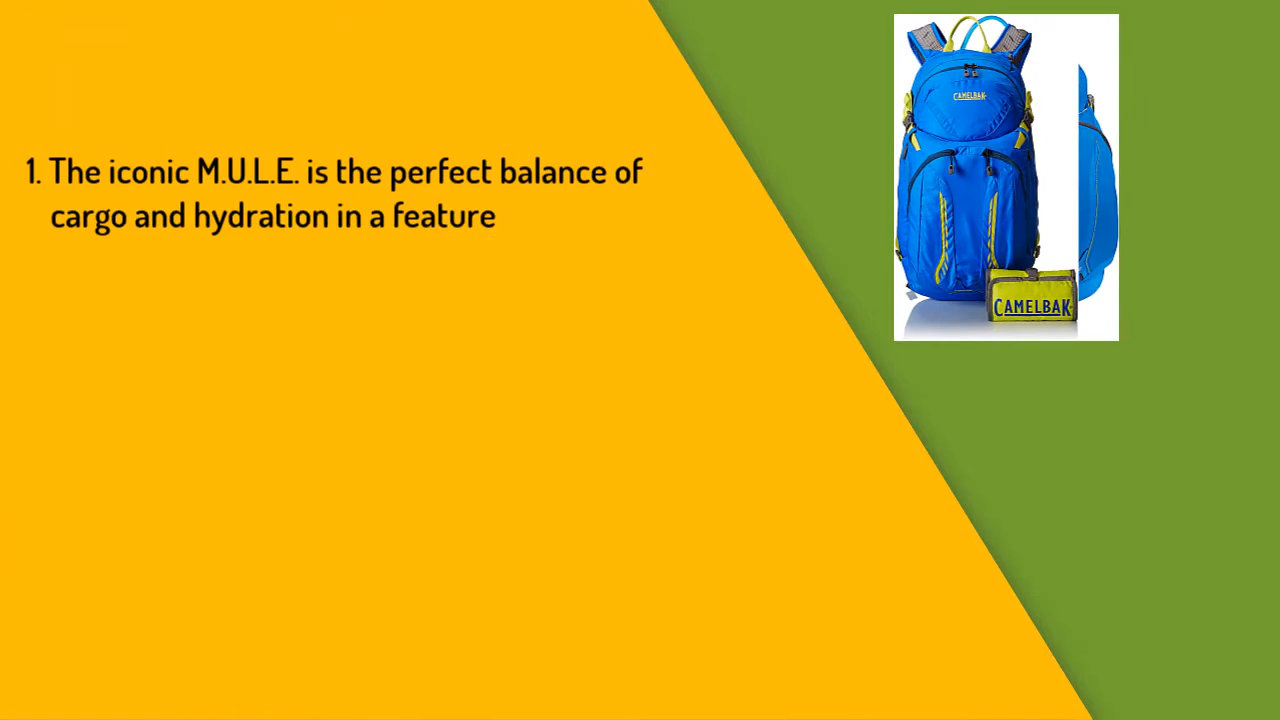 1. The iconic M.U.L.E. is the perfect balance of
cargo and hydration in a feature
CAMELBAK
CAMELBAK